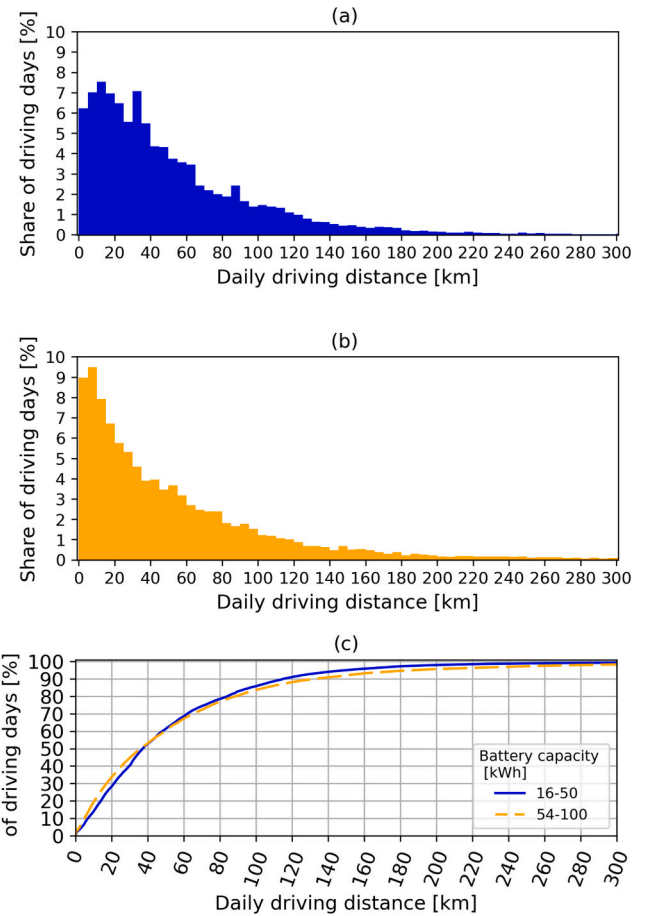 (a)
Share of driving days [%]
10
9
8
7
6
5
4
3
2
1
0
0 20 40 60 80 100 120 140 160 180 200 220 240 260 280 300
Daily driving distance [km]
(b)
Share of driving days [%]
10
9
8
7
6
5
4
3
2
1
0
0 20 40 60 80 100 120 140 160 180 200 220 240 260 280 300
Daily driving distance [km]
(c)
of driving days [%]
100
90
80
70
60
50
40
30
20
10
0
Battery capacity
[kWh]
16-50
54-100
0 20 40 60 80 100 120 140 160 180 200 220 240 260 280 300
Daily driving distance [km]